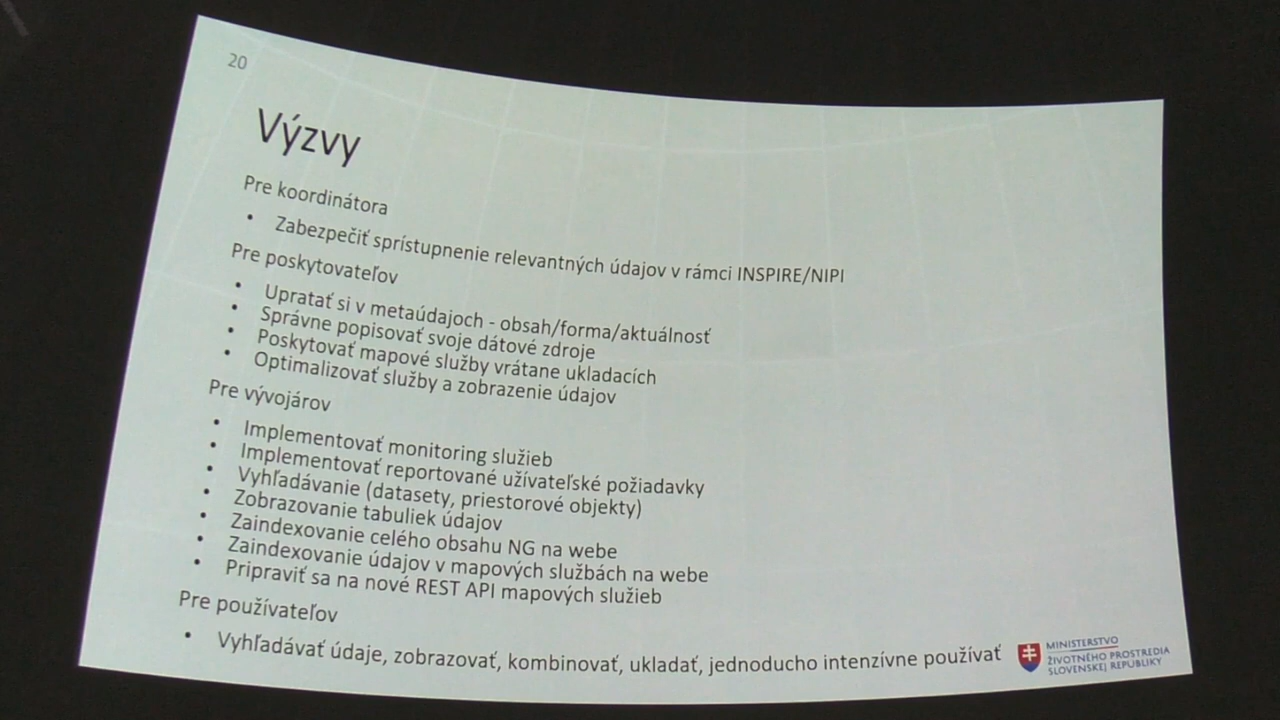 20
Výzvy
Pre koordinátora
• Zabezpečiť sprístupnenie relevantných údajov v rámci INSPIRE/NIPI
Pre poskytovateľov
• Upratať si v metaúdajoch - obsah/forma/aktuálnosť
• Správne popisovať svoje dátové zdroje
• Poskytovať mapové služby vrátane ukladacích
• Optimalizovať služby a zobrazenie údajov
Pre vývojárov
• Implementovať monitoring služieb
• Implementovať reportované užívateľské požiadavky
• Vyhľadávanie (datasety, priestorové objekty)
• Zobrazovanie tabuliek údajov
• Zaindexovanie celého obsahu NG na webe
• Zaindexovanie údajov v mapových službách na webe
• Pripraviť sa na nové REST API mapových služieb
Pre používateľov
• Vyhľadávať údaje, zobrazovať, kombinovať, ukladať, jednoducho intenzívne používať
MINISTERSTVO
ŽIVOTNÉHO PROSTREDIA
SLOVENSKEJ REPUBLIKY